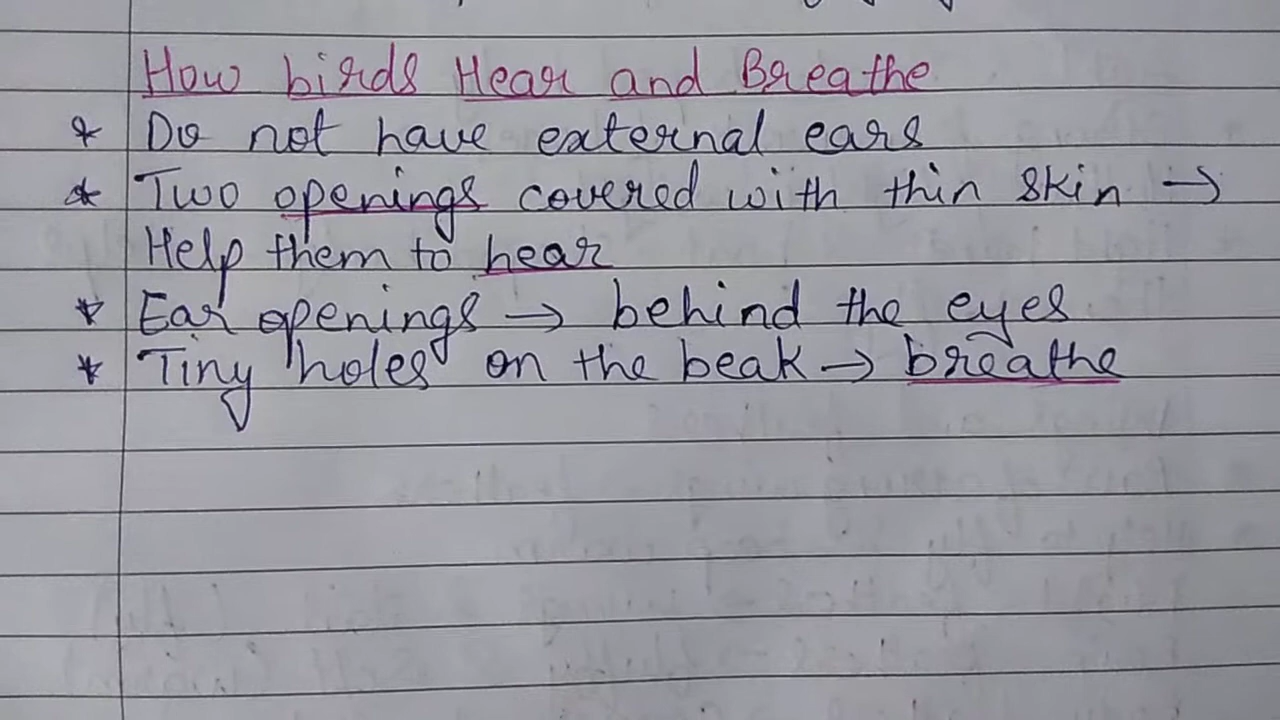 How birds Hear and Breathe
* Do not have external ears
* Two openings covered with thin skin →
Help them to hear
* Ear openings → behind the eyes
* Tiny holes on the beak → breathe